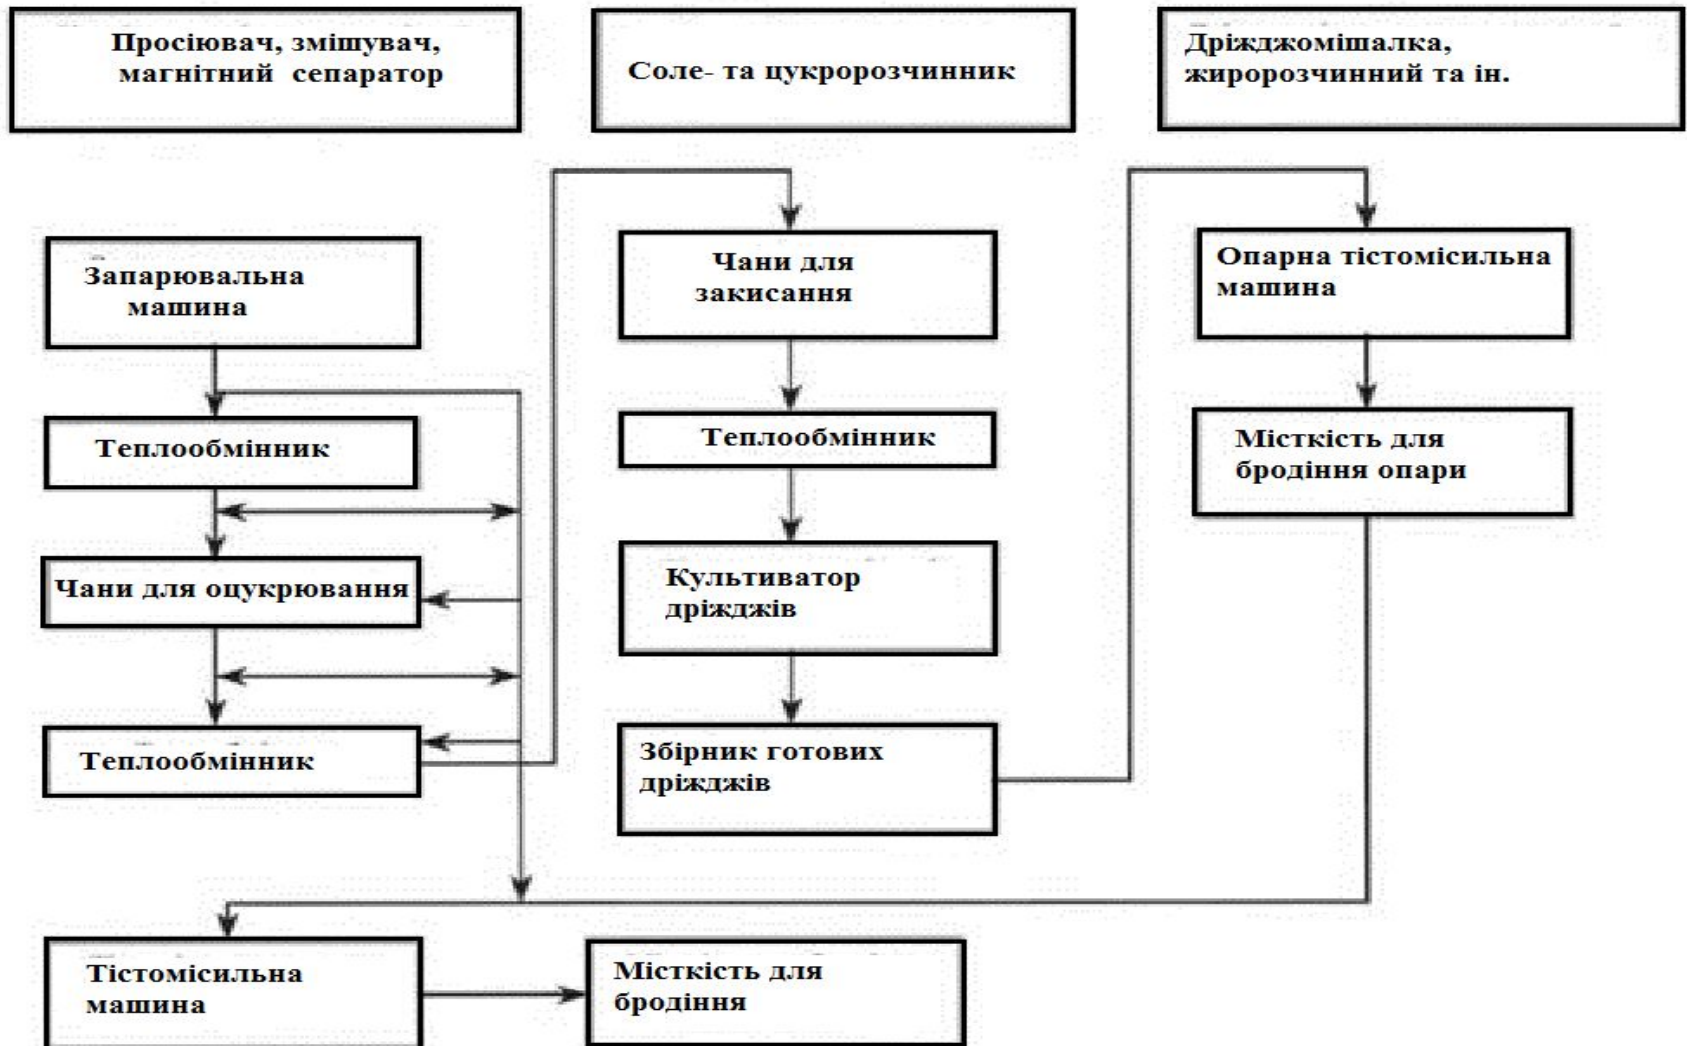 Просіювач, змішувач,
магнітний сепаратор
Соле- та цукророзчинник
Дріжджомішалка,
жиророзчинний та ін.
Запарювальна
машина
Теплообмінник
Чани для оцукрювання
Теплообмінник
Чани для
закисання
Теплообмінник
Культиватор
дріжджів
Збірник готових
дріжджів
Опарна тістомісильна
машина
Місткість для
бродіння опари
Тістомісильна
машина
Місткість для
бродіння